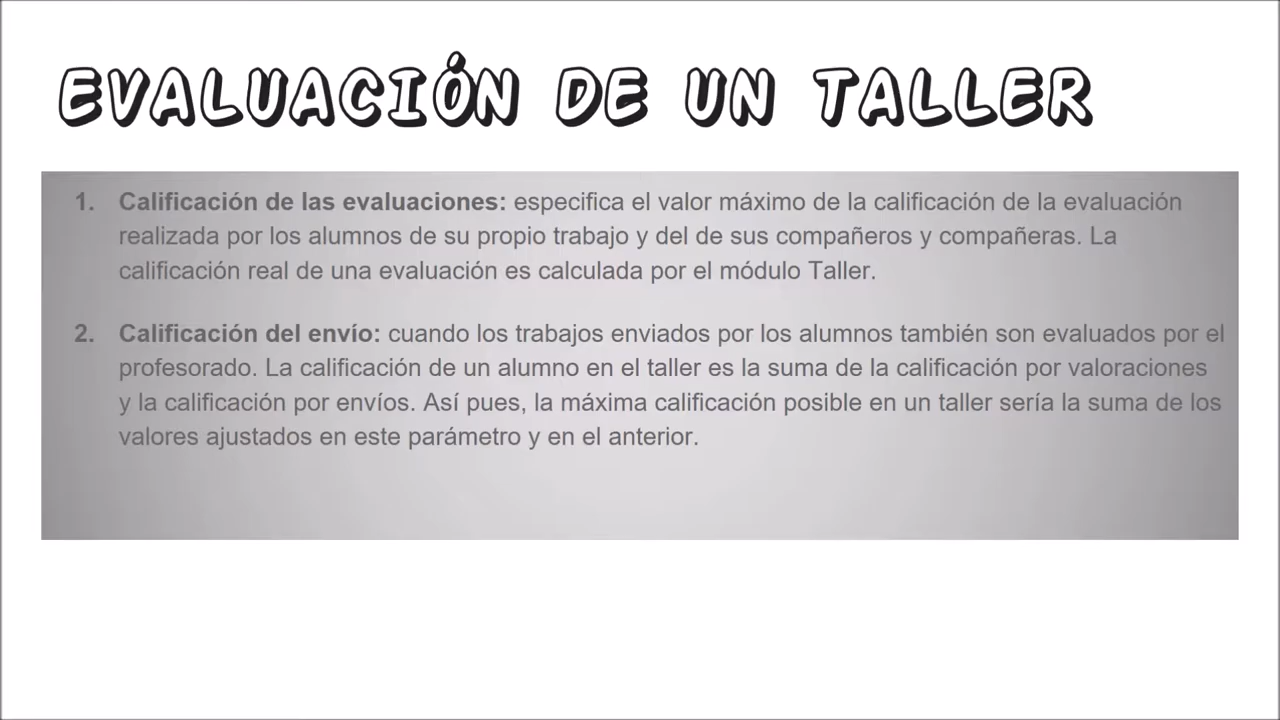 EVALUACIÓN DE UN TALLER
1. Calificación de las evaluaciones: especifica el valor máximo de la calificación de la evaluación
realizada por los alumnos de su propio trabajo y del de sus compañeros y compañeras. La
calificación real de una evaluación es calculada por el módulo Taller.
2. Calificación del envío: cuando los trabajos enviados por los alumnos también son evaluados por el
profesorado. La calificación de un alumno en el taller es la suma de la calificación por valoraciones
y la calificación por envíos. Así pues, la máxima calificación posible en un taller sería la suma de los
valores ajustados en este parámetro y en el anterior.